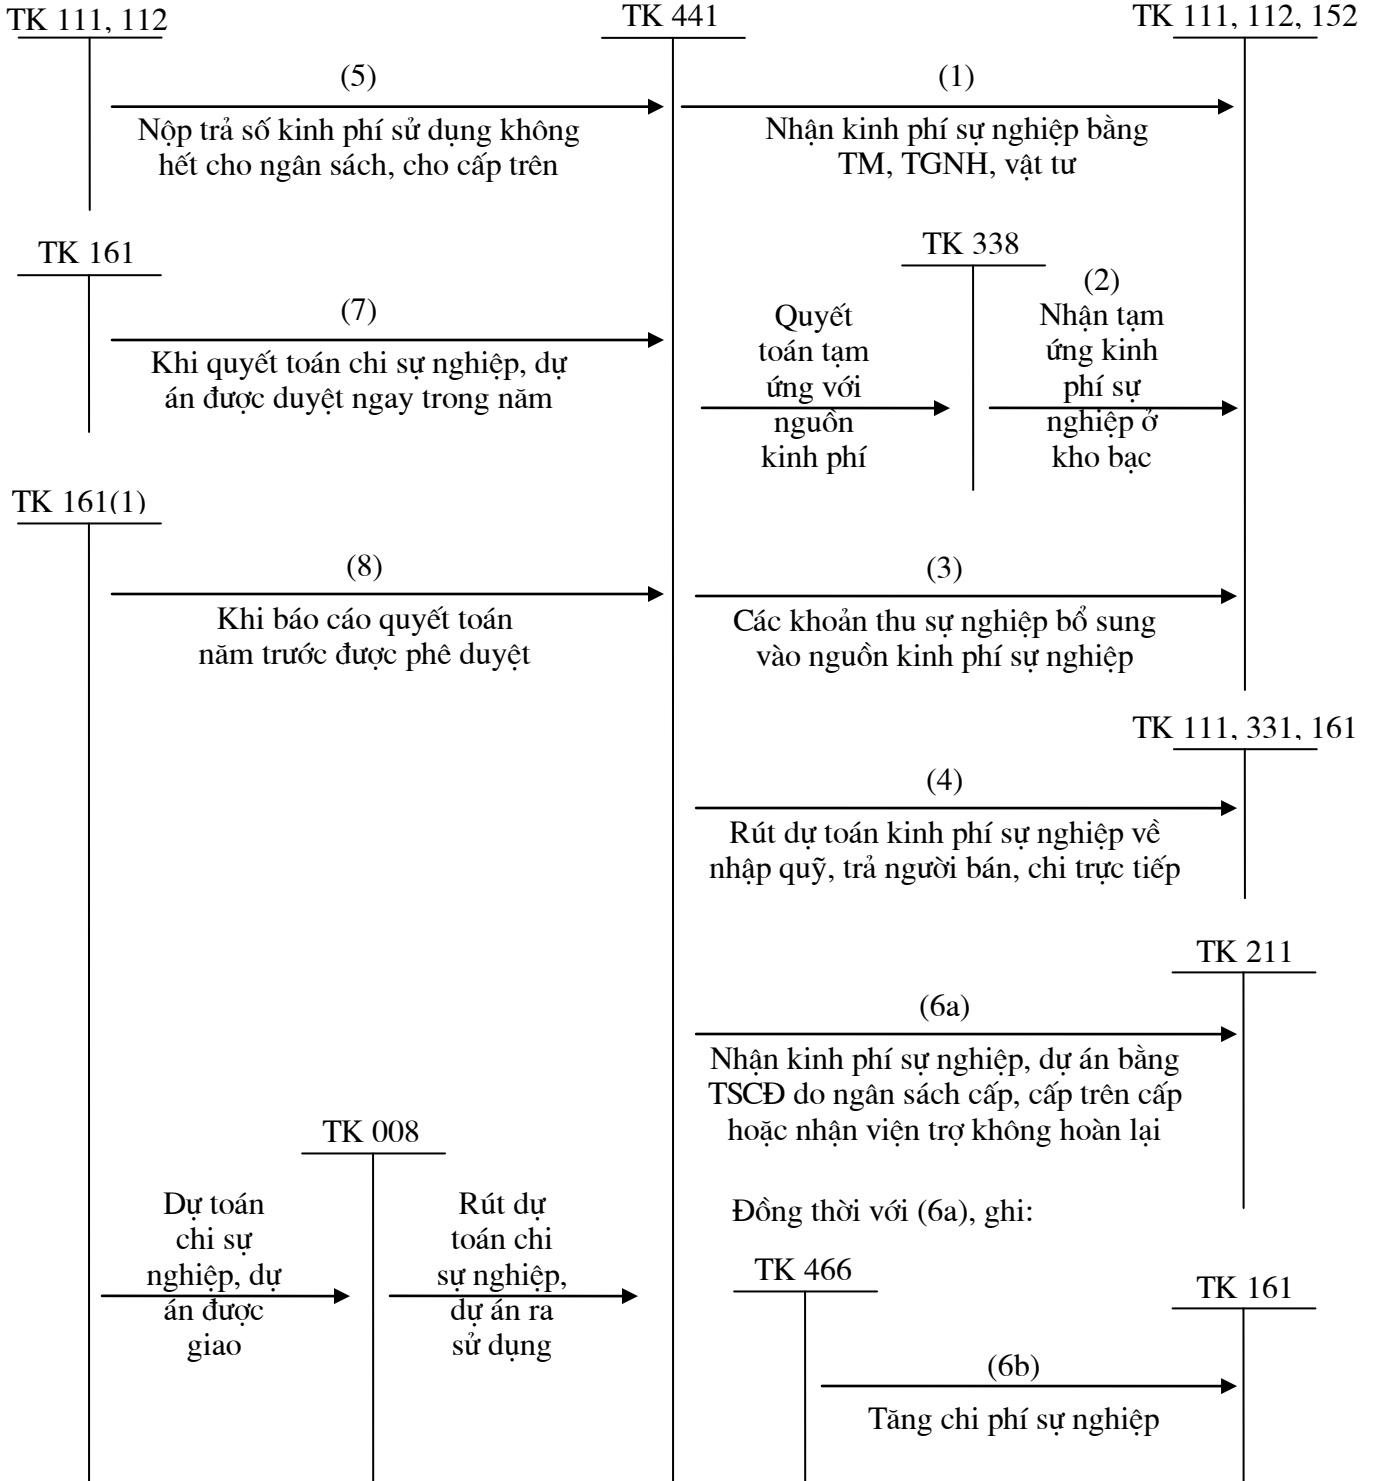 TK 111, 112
TK 441
TK 111, 112, 152
(5)
Nộp trả số kinh phí sử dụng không
hết cho ngân sách, cho cấp trên
(1)
Nhận kinh phí sự nghiệp bằng
TM, TGNH, vật tư
TK 161
(7)
Khi quyết toán chi sự nghiệp, dự
án được duyệt ngay trong năm
TK 338
Quyết
toán tạm
ứng với
nguồn
kinh phí
(2)
Nhận tạm
ứng kinh
phí sự
nghiệp ở
kho bạc
TK 161(1)
(8)
Khi báo cáo quyết toán
năm trước được phê duyệt
(3)
Các khoản thu sự nghiệp bổ sung
vào nguồn kinh phí sự nghiệp
TK 111, 331, 161
(4)
Rút dự toán kinh phí sự nghiệp về
nhập quỹ, trả người bán, chi trực tiếp
TK 211
(6a)
Nhận kinh phí sự nghiệp, dự án bằng
TSCĐ do ngân sách cấp, cấp trên cấp
hoặc nhận viện trợ không hoàn lại
TK 008
Dự toán
chi sự
nghiệp, dự
án được
giao
Rút dự
toán chi
sự nghiệp,
dự án ra
sử dụng
Đồng thời với (6a), ghi:
TK 466
TK 161
(6b)
Tăng chi phí sự nghiệp